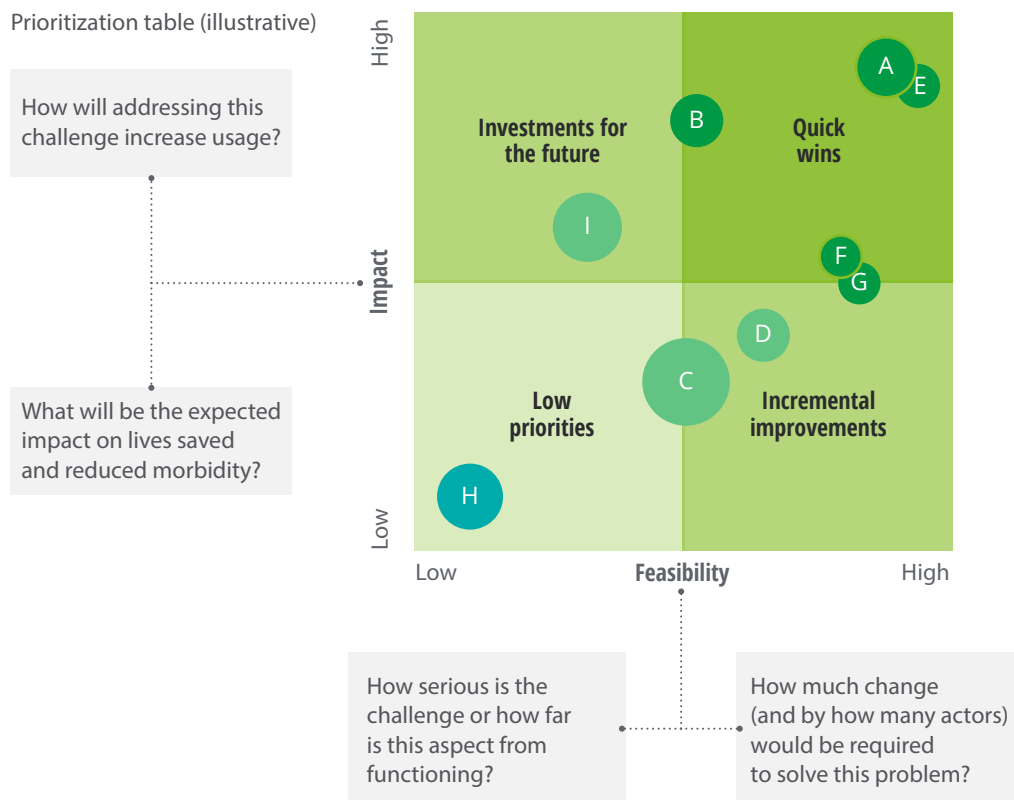 Prioritization table (illustrative)
How will addressing this
challenge increase usage?
What will be the expected
impact on lives saved
and reduced morbidity?
High
Impact
Low
Investments for
the future
Quick
wins
Low
priorities
Incremental
improvements
A
E
B
I
F
G
D
C
H
Low
Feasibility
High
How serious is the
challenge or how far
is this aspect from
functioning?
How much change
(and by how many actors)
would be required
to solve this problem?